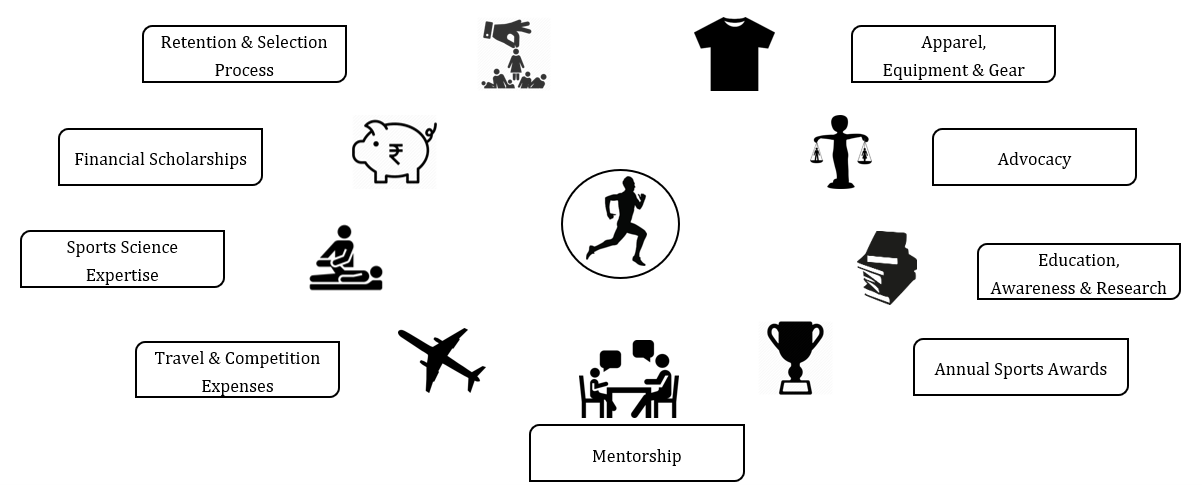 Retention & Selection
Process
Apparel,
Equipment & Gear
Financial Scholarships
₹
Advocacy
Sports Science
Expertise
Education,
Awareness & Research
Travel & Competition
Expenses
Annual Sports Awards
Mentorship